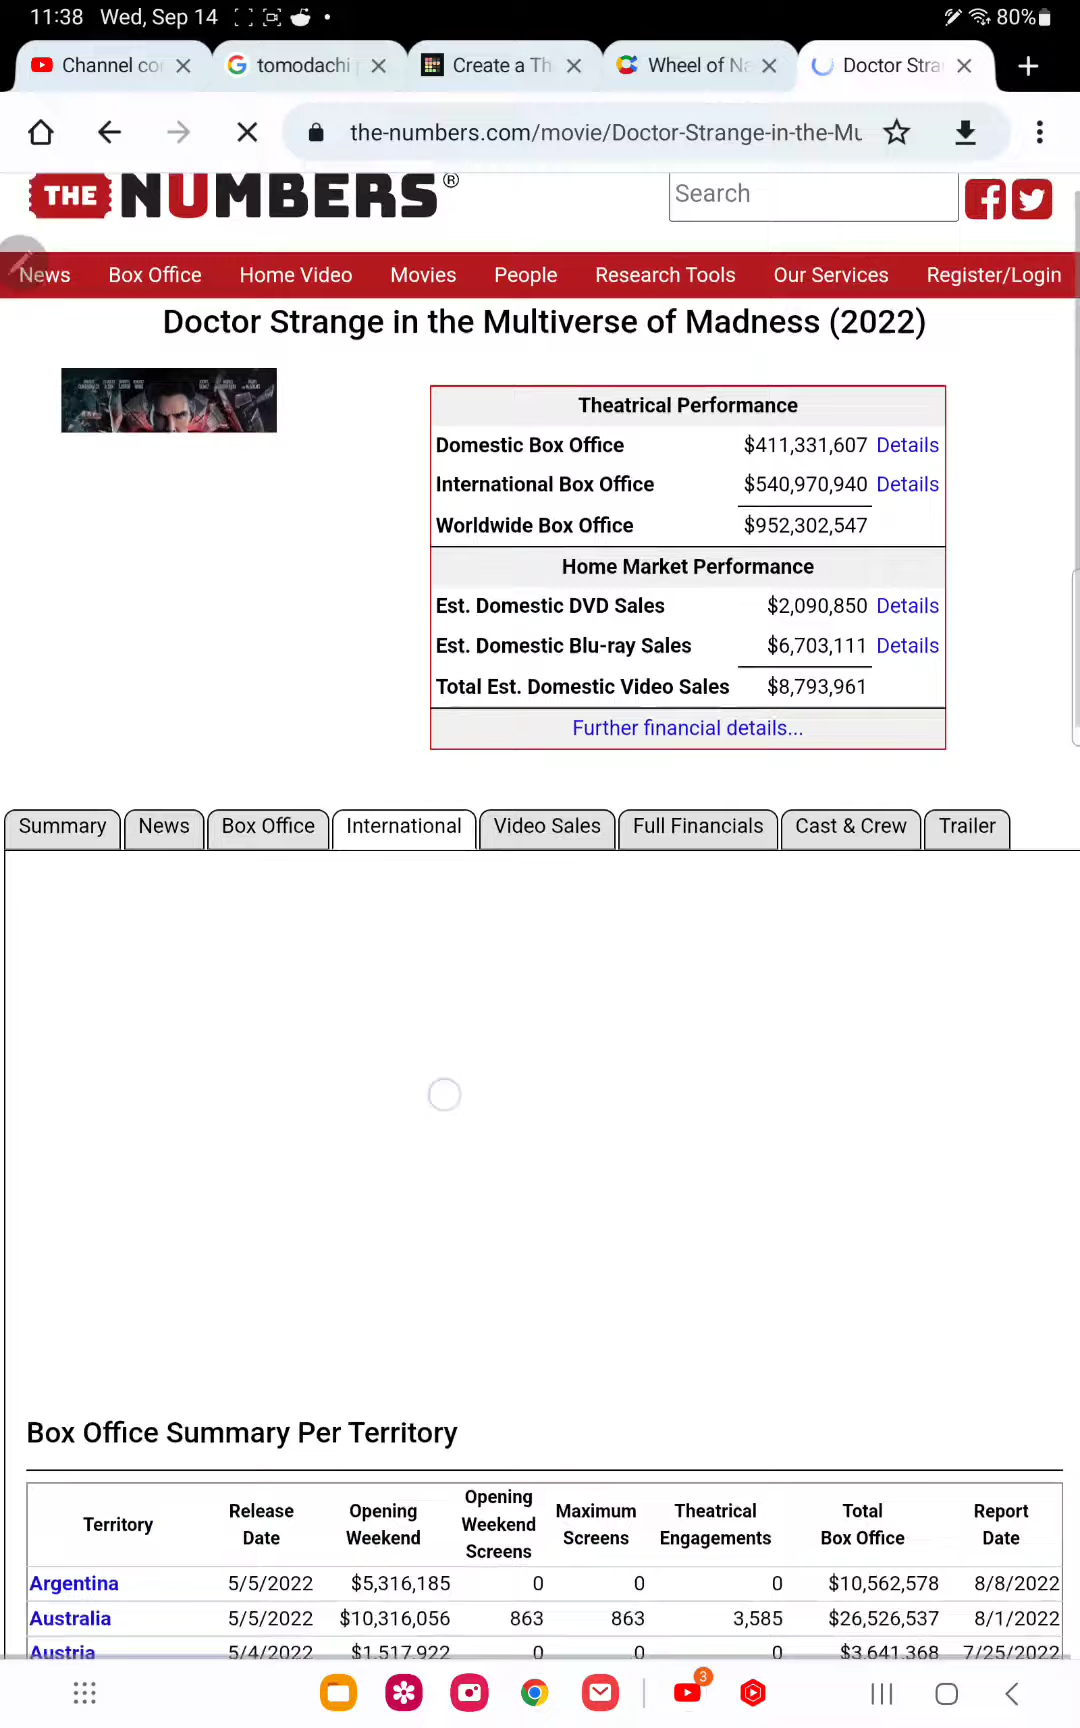 11:38 Wed, Sep 14 80%
Channel co tomodachi Create a Th Wheel of Na Doctor Stra
the-numbers.com/movie/Doctor-Strange-in-the-Mu
THE NUMBERS®
Search
News Box Office Home Video Movies People Research Tools Our Services Register/Login
Doctor Strange in the Multiverse of Madness (2022)
Theatrical Performance
Domestic Box Office $411,331,607 Details
International Box Office $540,970,940 Details
Worldwide Box Office $952,302,547
Home Market Performance
Est. Domestic DVD Sales $2,090,850 Details
Est. Domestic Blu-ray Sales $6,703,111 Details
Total Est. Domestic Video Sales $8,793,961
Further financial details...
Summary News Box Office International Video Sales Full Financials Cast & Crew Trailer
Box Office Summary Per Territory
Territory Release Date Opening Weekend Opening Weekend Screens Maximum Screens Theatrical Engagements Total Box Office Report Date
Argentina 5/5/2022 $5,316,185 0 0 0 $10,562,578 8/8/2022
Australia 5/5/2022 $10,316,056 863 863 3,585 $26,526,537 8/1/2022
Austria 5/4/2022 $1,517,922 0 0 0 $3,641,368 7/25/2022
3